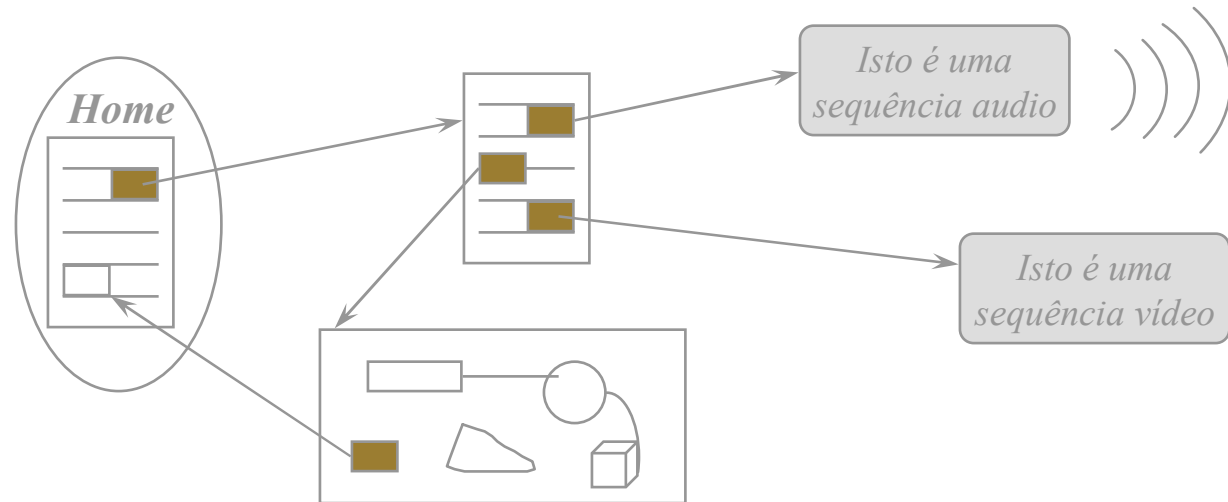 Home
Isto é uma
sequência audio
Isto é uma
sequência vídeo